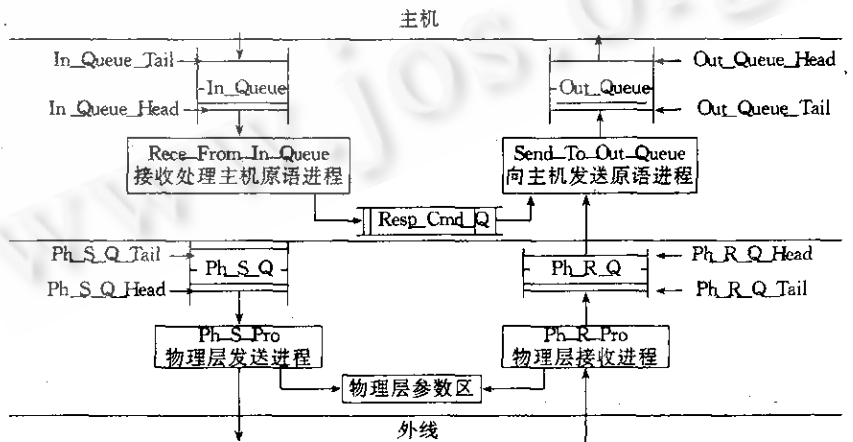 主机
In_Queue_Tail
In_Queue
In_Queue_Head
Out_Queue_Head
Out_Queue
Out_Queue_Tail
Rece_From_In_Queue
接收处理主机原语进程
Send_To_Out_Queue
向主机发送原语进程
Resp_Cmd_Q
Ph_S_Q_Tail
Ph_S_Q
Ph_S_Q_Head
Ph_R_Q_Head
Ph_R_Q
Ph_R_Q_Tail
Ph_S_Pro
物理层发送进程
Ph_R_Pro
物理层接收进程
物理层参数区
外线
www.jos.o